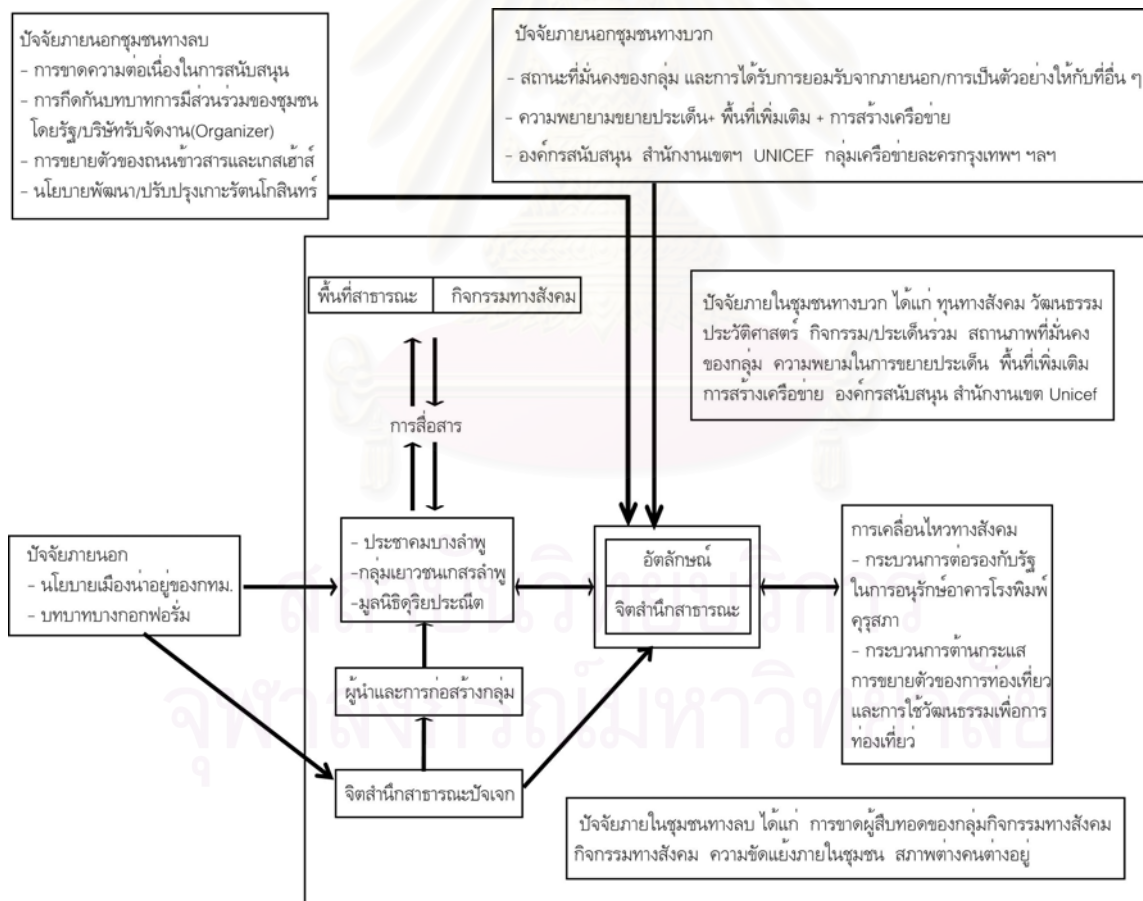 ปัจจัยภายนอกชุมชนทางลบ
- การขาดความต่อเนื่องในการสนับสนุน
- การกีดกันบทบาทการมีส่วนร่วมของชุมชน
โดยรัฐ/บริษัทรับจัดงาน(Organizer)
- การขยายตัวของถนนข้าวสารและเกสเฮ้าส์
- นโยบายพัฒนา/ปรับปรุงเกาะรัตนโกสินทร์
ปัจจัยภายนอกชุมชนทางบวก
- สถานะที่มั่นคงของกลุ่ม และการได้รับการยอมรับจากภายนอก/การเป็นตัวอย่างให้กับที่อื่น ๆ
- ความพยายามขยายประเด็น+ พื้นที่เพิ่มเติม + การสร้างเครือข่าย
- องค์กรสนับสนุน สำนักงานเขตฯ UNICEF กลุ่มเครือข่ายละครกรุงเทพฯ ฯลฯ
พื้นที่สาธารณะ กิจกรรมทางสังคม
การสื่อสาร
ปัจจัยภายในชุมชนทางบวก ได้แก่ ทุนทางสังคม วัฒนธรรม
ประวัติศาสตร์ กิจกรรม/ประเด็นร่วม สถานภาพที่มั่นคง
ของกลุ่ม ความพยามในการขยายประเด็น พื้นที่เพิ่มเติม
การสร้างเครือข่าย องค์กรสนับสนุน สำนักงานเขต Unicef
ปัจจัยภายนอก
- นโยบายเมืองน่าอยู่ของกทม.
- บทบาทบางกอกฟอรั่ม
- ประชาคมบางลำพู
-กลุ่มเยาวชนเกสรลำพู
-มูลนิธิดุริยประณีต
อัตลักษณ์
จิตสำนึกสาธารณะ
การเคลื่อนไหวทางสังคม
- กระบวนการต่อรองกับรัฐ
ในการอนุรักษ์อาคารโรงพิมพ์
คุรุสภา
- กระบวนการต้านกระแส
การขยายตัวของการท่องเที่ยว
และการใช้วัฒนธรรมเพื่อการ
ท่องเที่ยว
ผู้นำและการก่อสร้างกลุ่ม
จิตสำนึกสาธารณะปัจเจก
ปัจจัยภายในชุมชนทางลบ ได้แก่ การขาดผู้สืบทอดของกลุ่มกิจกรรมทางสังคม
กิจกรรมทางสังคม ความขัดแย้งภายในชุมชน สภาพต่างคนต่างอยู่
สถาบันวิทยบริการ
จุฬาลงกรณ์มหาวิทยาลัย